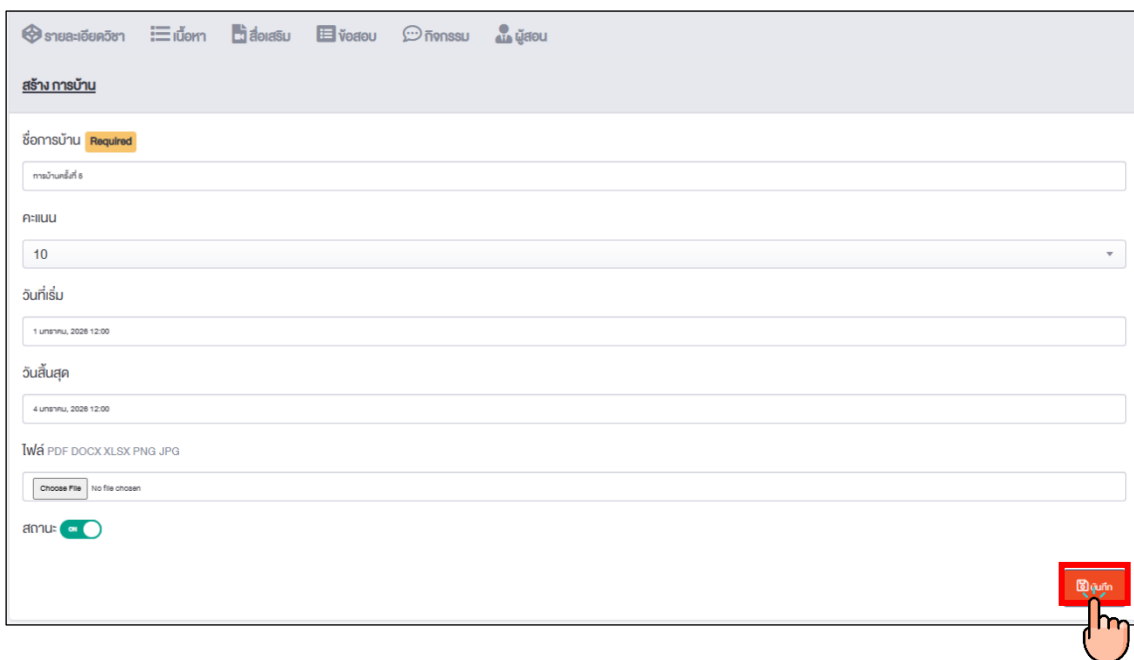 รายละเอียดวิชา เนื้อหา สื่อเสริม ข้อสอบ กิจกรรม ผู้สอน
สร้าง การบ้าน
ชื่อการบ้าน Required
การบ้านครั้งที่ 5
คะแนน
10
วันที่เริ่ม
1 มกราคม, 2026 12:00
วันสิ้นสุด
4 มกราคม, 2026 12:00
ไฟล์ PDF DOCX XLSX PNG JPG
Choose File No file chosen
สถานะ ON
บันทึก